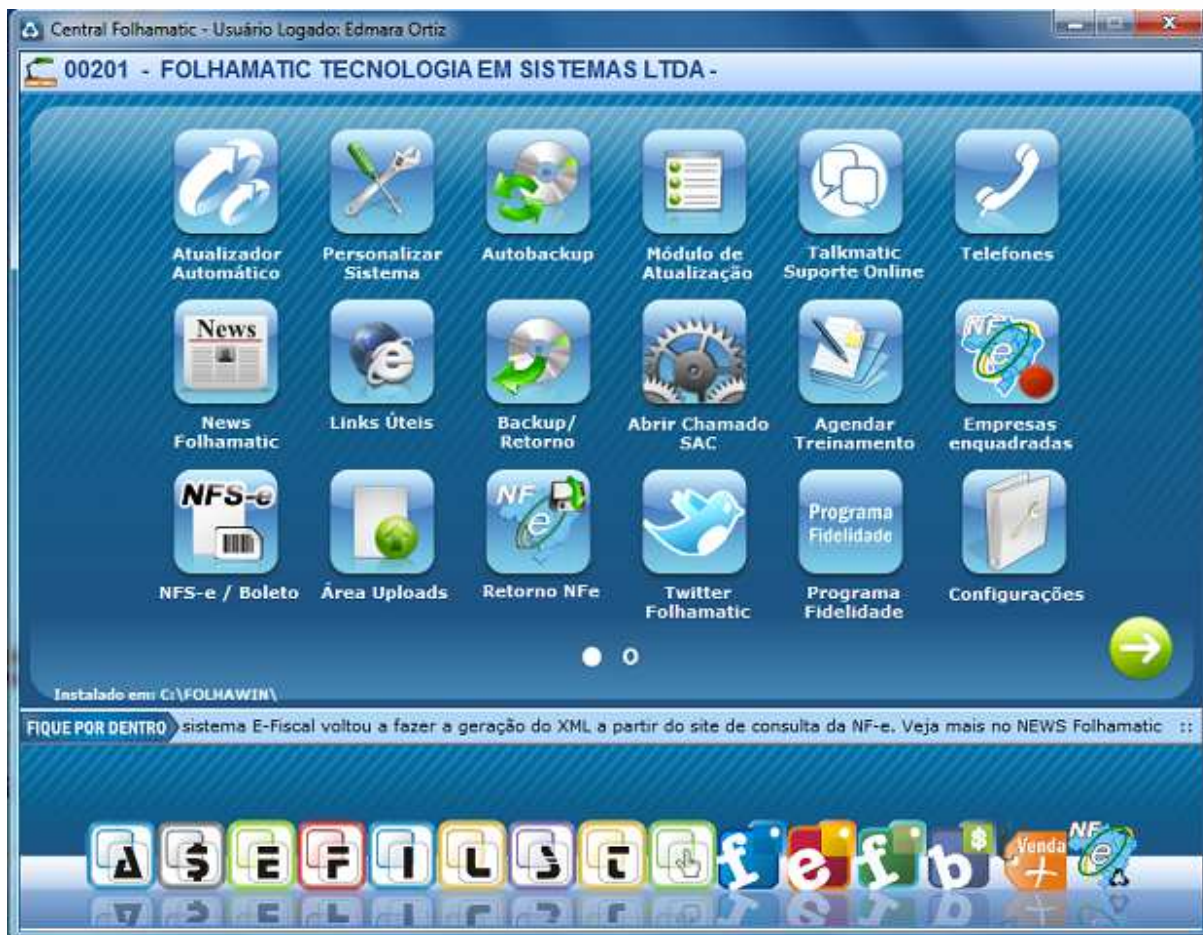 Central Folhamatic - Usuário Logado: Edmara Ortiz
00201 - FOLHAMATIC TECNOLOGIA EM SISTEMAS LTDA -
Atualizador
Automático
Personalizar
Sistema
Autobackup
Módulo de
Atualização
Talkmatic
Suporte Online
Telefones
News
News
Folhamatic
Links Úteis
Backup/
Retorno
Abrir Chamado
SAC
Agendar
Treinamento
NF
e
Empresas
enquadradas
NFS-e
NFS-e / Boleto
Área Uploads
NF
e
Retorno NFe
Twitter
Folhamatic
Programa
Fidelidade
Programa
Fidelidade
Configurações
Instalado em: C:\FOLHAWIN\
FIQUE POR DENTRO sistema E-Fiscal voltou a fazer a geração do XML a partir do site de consulta da NF-e. Veja mais no NEWS Folhamatic ::
A $ E F I L S T f e f b $ Venda + NF e